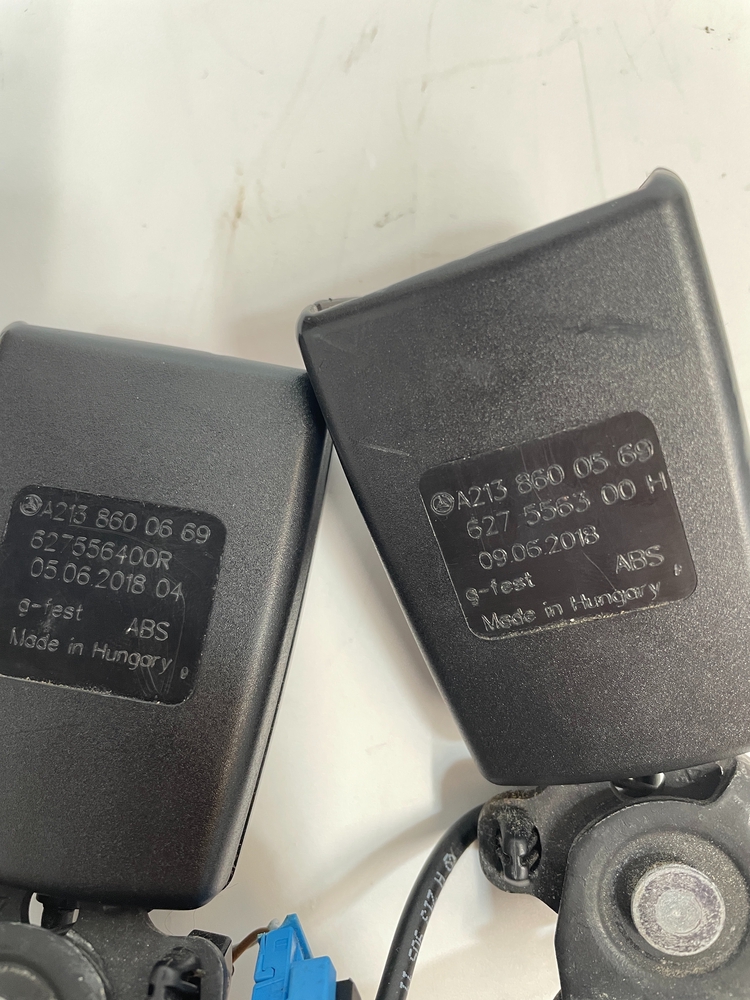 A213 860 06 69
627556400R
05.06.2018 04
g-fest ABS
Made in Hungary
A213 860 05 69
627 5563 00 H
09.06.2018
g-fest ABS
Made in Hungary